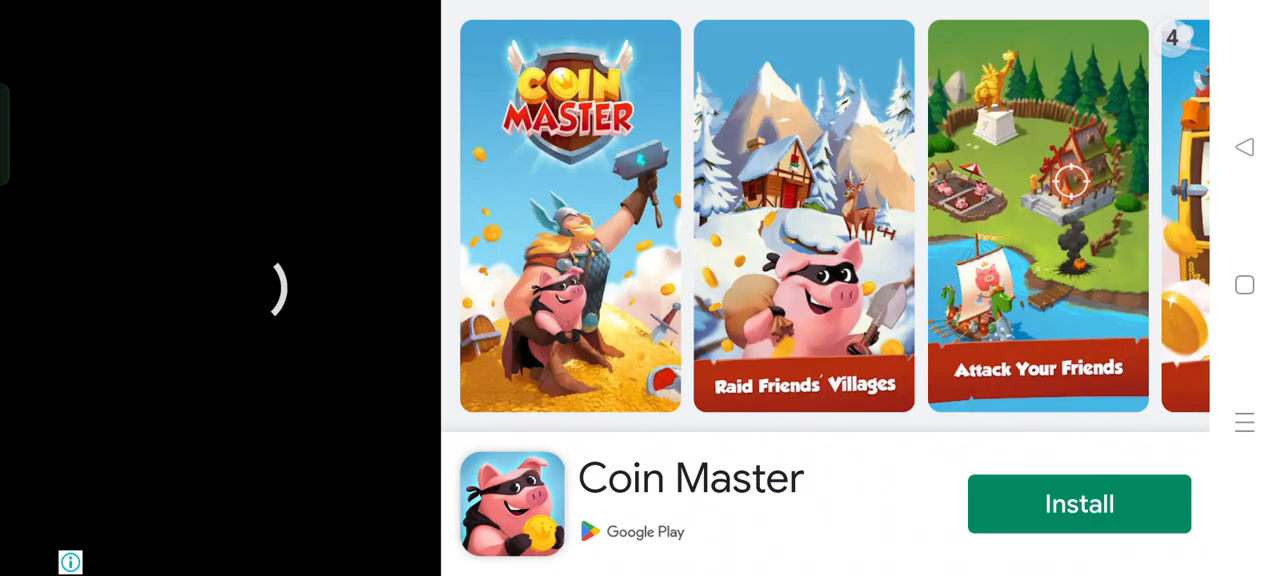 COIN
MASTER
Raid Friends' Villages
Attack Your Friends
4
Coin Master
Google Play
Install